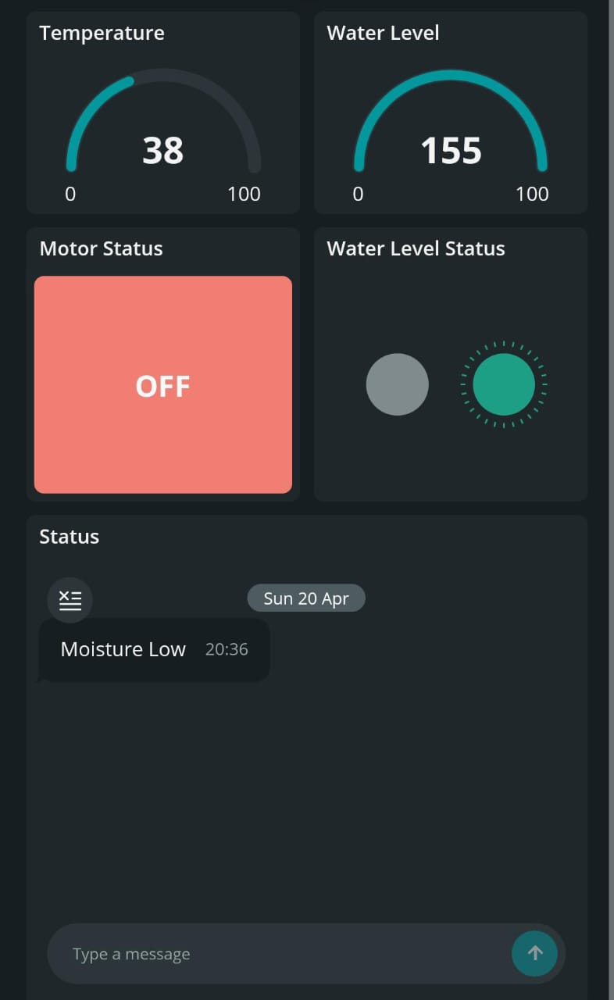 Temperature
38
0 100
Water Level
155
0 100
Motor Status
OFF
Water Level Status
Status
Sun 20 Apr
Moisture Low 20:36
Type a message